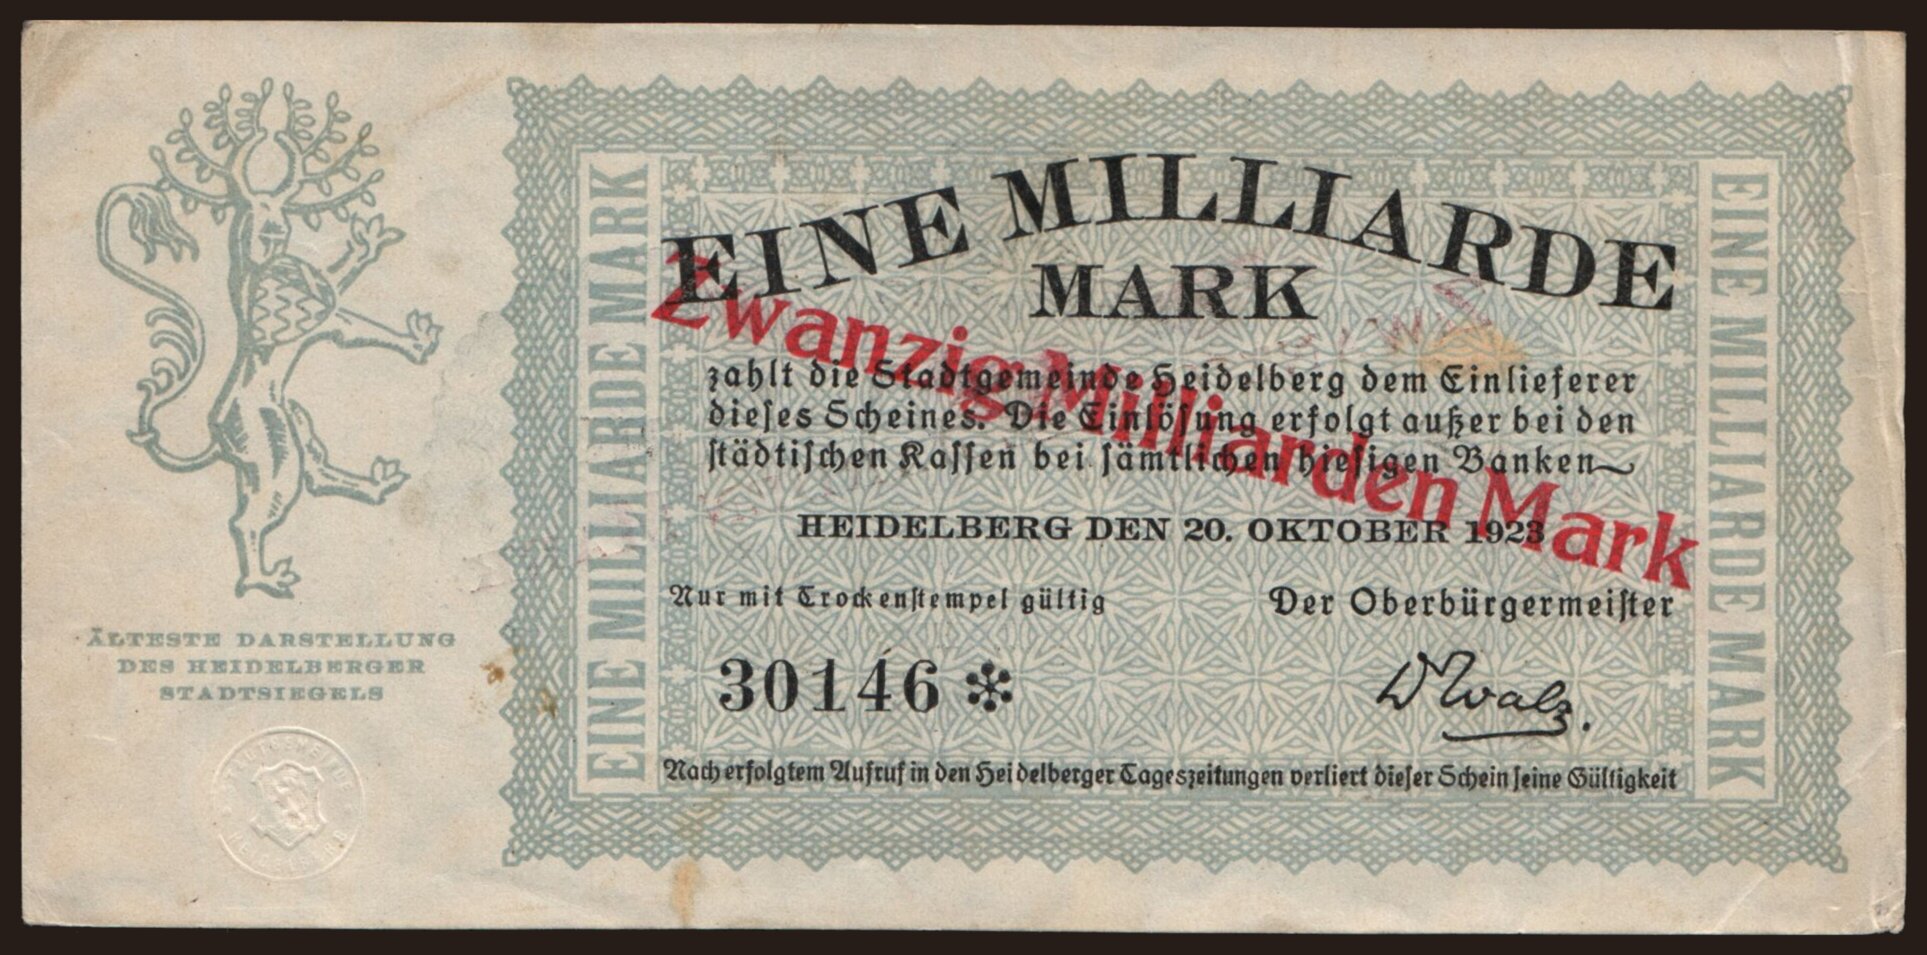 EINE MILLIARDE
MARK
Zwanzig Milliarden Mark
zahlt die Stadtgemeinde Heidelberg dem Einlieferer
dieſes Scheines. Die Einlöſung erfolgt außer bei den
ſtädtiſchen Kaſſen bei ſämtlichen hieſigen Banken
HEIDELBERG DEN 20. OKTOBER 1923
Nur mit Trockenſtempel gültig
Der Oberbürgermeiſter
30146 *
Walz.
Nach erfolgtem Aufruf in den Heidelberger Tageszeitungen verliert dieſer Schein ſeine Gültigkeit
EINE MILLIARDE MARK
EINE MILLIARDE MARK
ÄLTESTE DARSTELLUNG
DES HEIDELBERGER
STADTSIEGELS
STADTGEMEINDE
HEIDELBERG